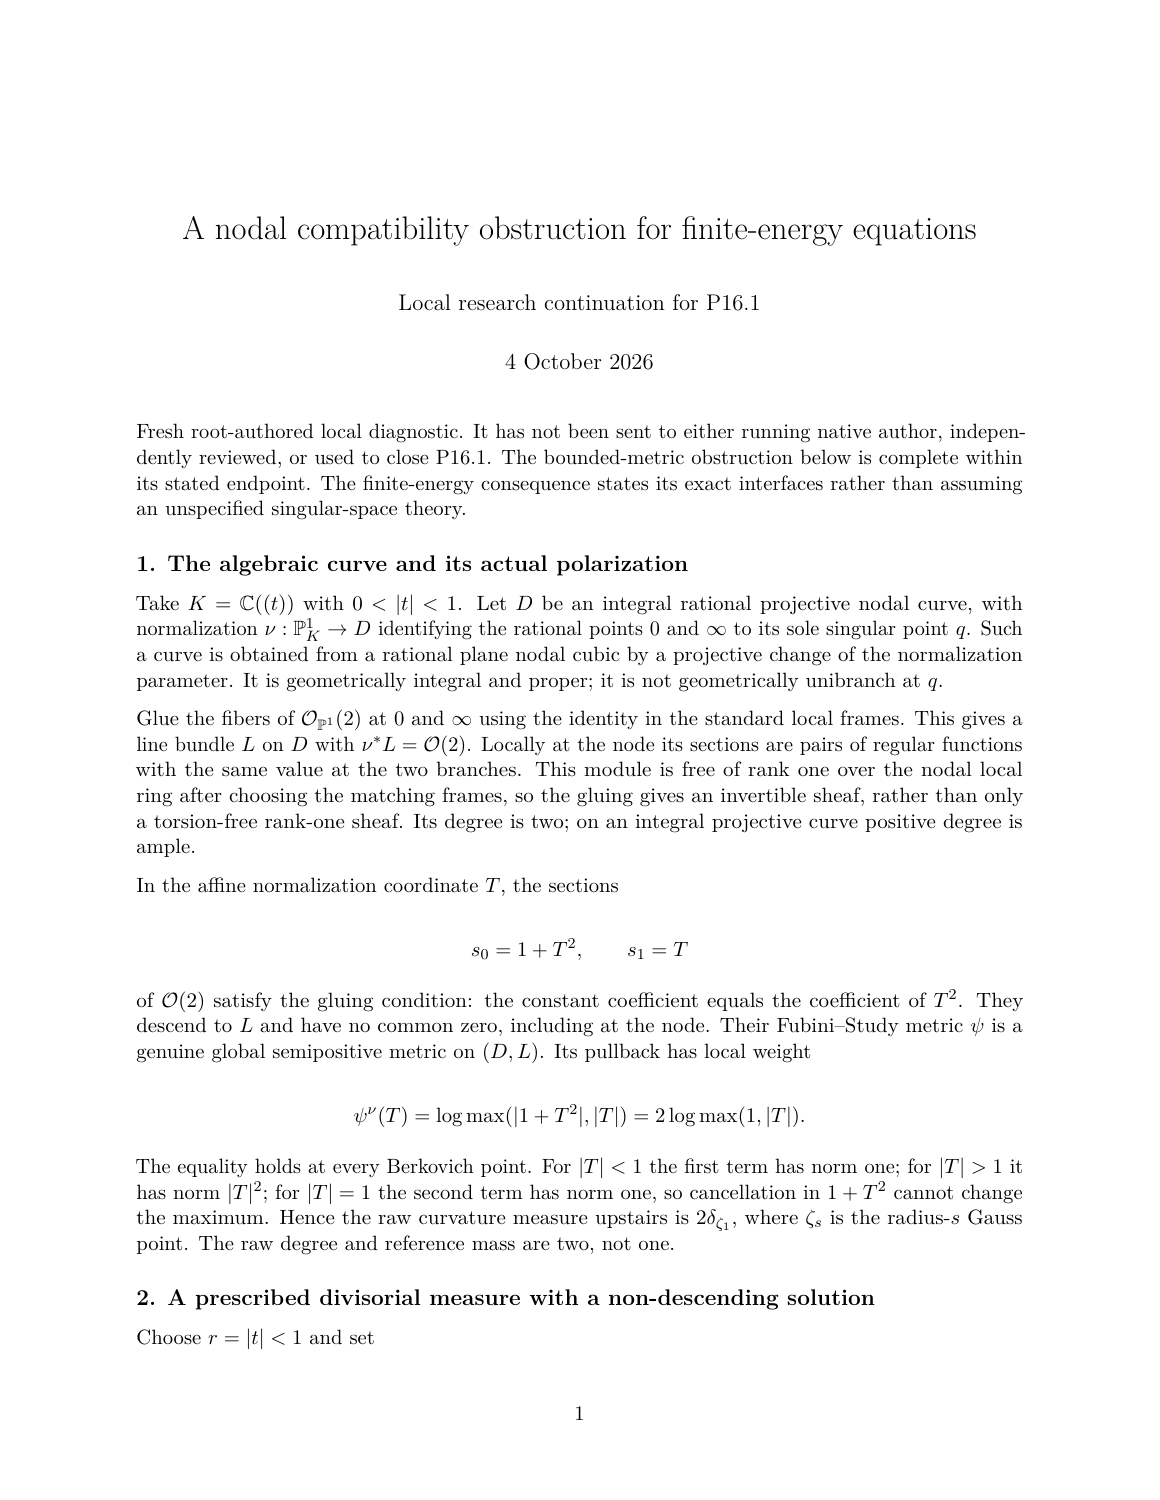 A nodal compatibility obstruction for finite-energy equations
Local research continuation for P16.1
4 October 2026
Fresh root-authored local diagnostic. It has not been sent to either running native author, indepen-
dently reviewed, or used to close P16.1. The bounded-metric obstruction below is complete within
its stated endpoint. The finite-energy consequence states its exact interfaces rather than assuming
an unspecified singular-space theory.
1. The algebraic curve and its actual polarization
Take K = ℂ((t)) with 0 < |t| < 1. Let D be an integral rational projective nodal curve, with
normalization ν : ℙ¹_K → D identifying the rational points 0 and ∞ to its sole singular point q. Such
a curve is obtained from a rational plane nodal cubic by a projective change of the normalization
parameter. It is geometrically integral and proper; it is not geometrically unibranch at q.
Glue the fibers of 𝒪_ℙ¹(2) at 0 and ∞ using the identity in the standard local frames. This gives a
line bundle L on D with ν*L = 𝒪(2). Locally at the node its sections are pairs of regular functions
with the same value at the two branches. This module is free of rank one over the nodal local
ring after choosing the matching frames, so the gluing gives an invertible sheaf, rather than only
a torsion-free rank-one sheaf. Its degree is two; on an integral projective curve positive degree is
ample.
In the affine normalization coordinate T, the sections
s₀ = 1 + T², s₁ = T
of 𝒪(2) satisfy the gluing condition: the constant coefficient equals the coefficient of T². They
descend to L and have no common zero, including at the node. Their Fubini–Study metric ψ is a
genuine global semipositive metric on (D, L). Its pullback has local weight
ψ^ν(T) = log max(|1 + T²|, |T|) = 2 log max(1, |T|).
The equality holds at every Berkovich point. For |T| < 1 the first term has norm one; for |T| > 1 it
has norm |T|²; for |T| = 1 the second term has norm one, so cancellation in 1 + T² cannot change
the maximum. Hence the raw curvature measure upstairs is 2δ_ζ₁, where ζ_s is the radius-s Gauss
point. The raw degree and reference mass are two, not one.
2. A prescribed divisorial measure with a non-descending solution
Choose r = |t| < 1 and set
1